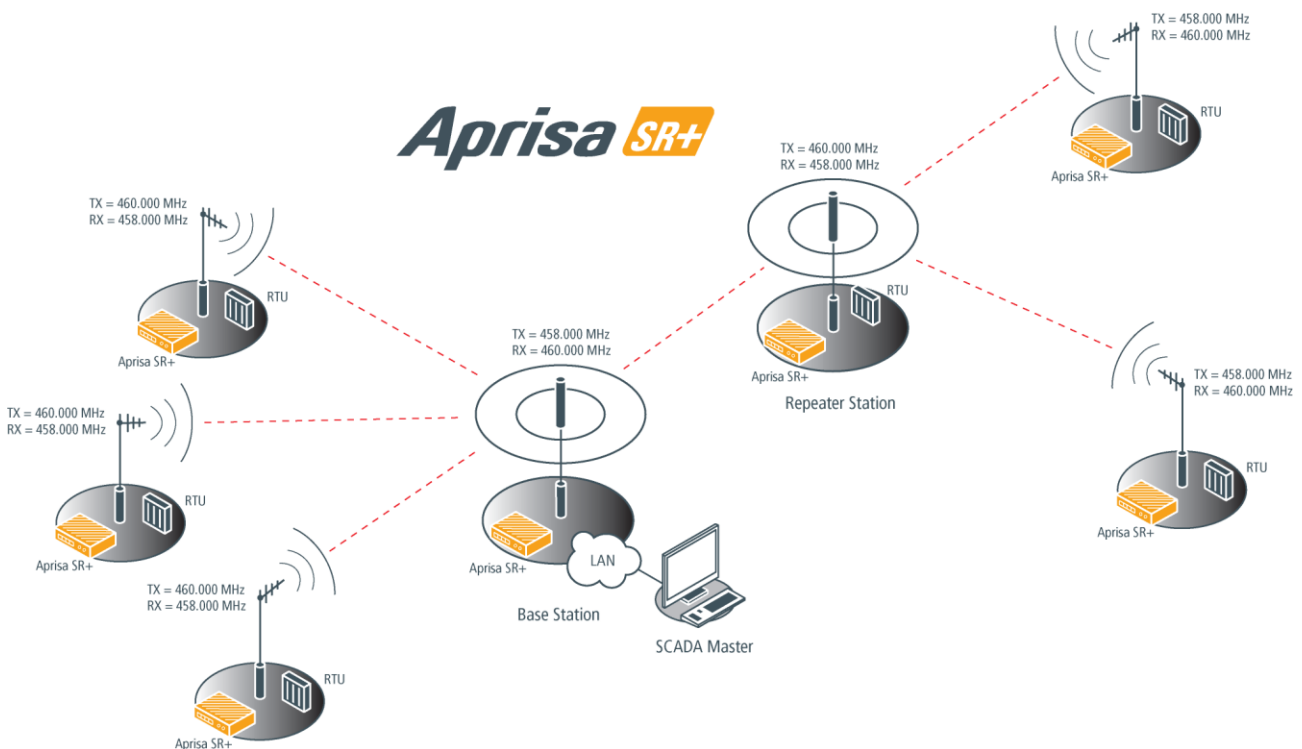 TX = 458.000 MHz
RX = 460.000 MHz
RTU
Aprisa SR+
Aprisa SR+
TX = 460.000 MHz
RX = 458.000 MHz
RTU
Aprisa SR+
Repeater Station
TX = 460.000 MHz
RX = 458.000 MHz
RTU
Aprisa SR+
TX = 458.000 MHz
RX = 460.000 MHz
Aprisa SR+
LAN
Base Station
SCADA Master
TX = 458.000 MHz
RX = 460.000 MHz
RTU
Aprisa SR+
TX = 460.000 MHz
RX = 458.000 MHz
RTU
Aprisa SR+
TX = 460.000 MHz
RX = 458.000 MHz
RTU
Aprisa SR+